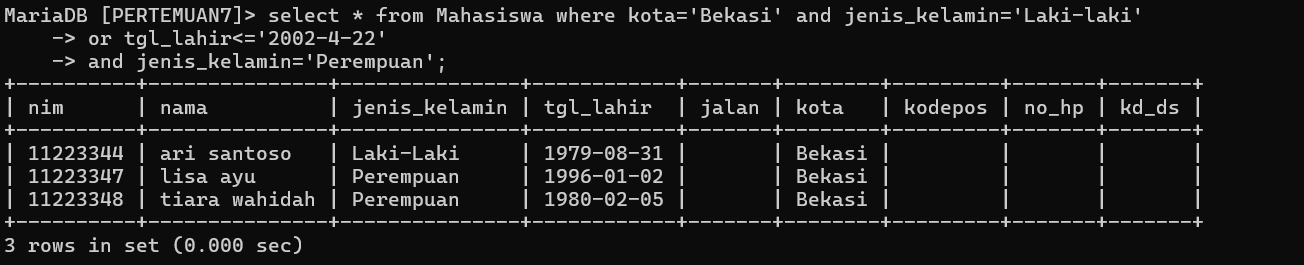 MariaDB [PERTEMUAN7]> select * from Mahasiswa where kota='Bekasi' and jenis_kelamin='Laki-laki'
    -> or tgl_lahir<='2002-4-22'
    -> and jenis_kelamin='Perempuan';
+----------+---------------+---------------+------------+-------+--------+---------+-------+-------+
| nim      | nama          | jenis_kelamin | tgl_lahir  | jalan | kota   | kodepos | no_hp | kd_ds |
+----------+---------------+---------------+------------+-------+--------+---------+-------+-------+
| 11223344 | ari santoso   | Laki-Laki     | 1979-08-31 |       | Bekasi |         |       |       |
| 11223347 | lisa ayu      | Perempuan     | 1996-01-02 |       | Bekasi |         |       |       |
| 11223348 | tiara wahidah | Perempuan     | 1980-02-05 |       | Bekasi |         |       |       |
+----------+---------------+---------------+------------+-------+--------+---------+-------+-------+
3 rows in set (0.000 sec)